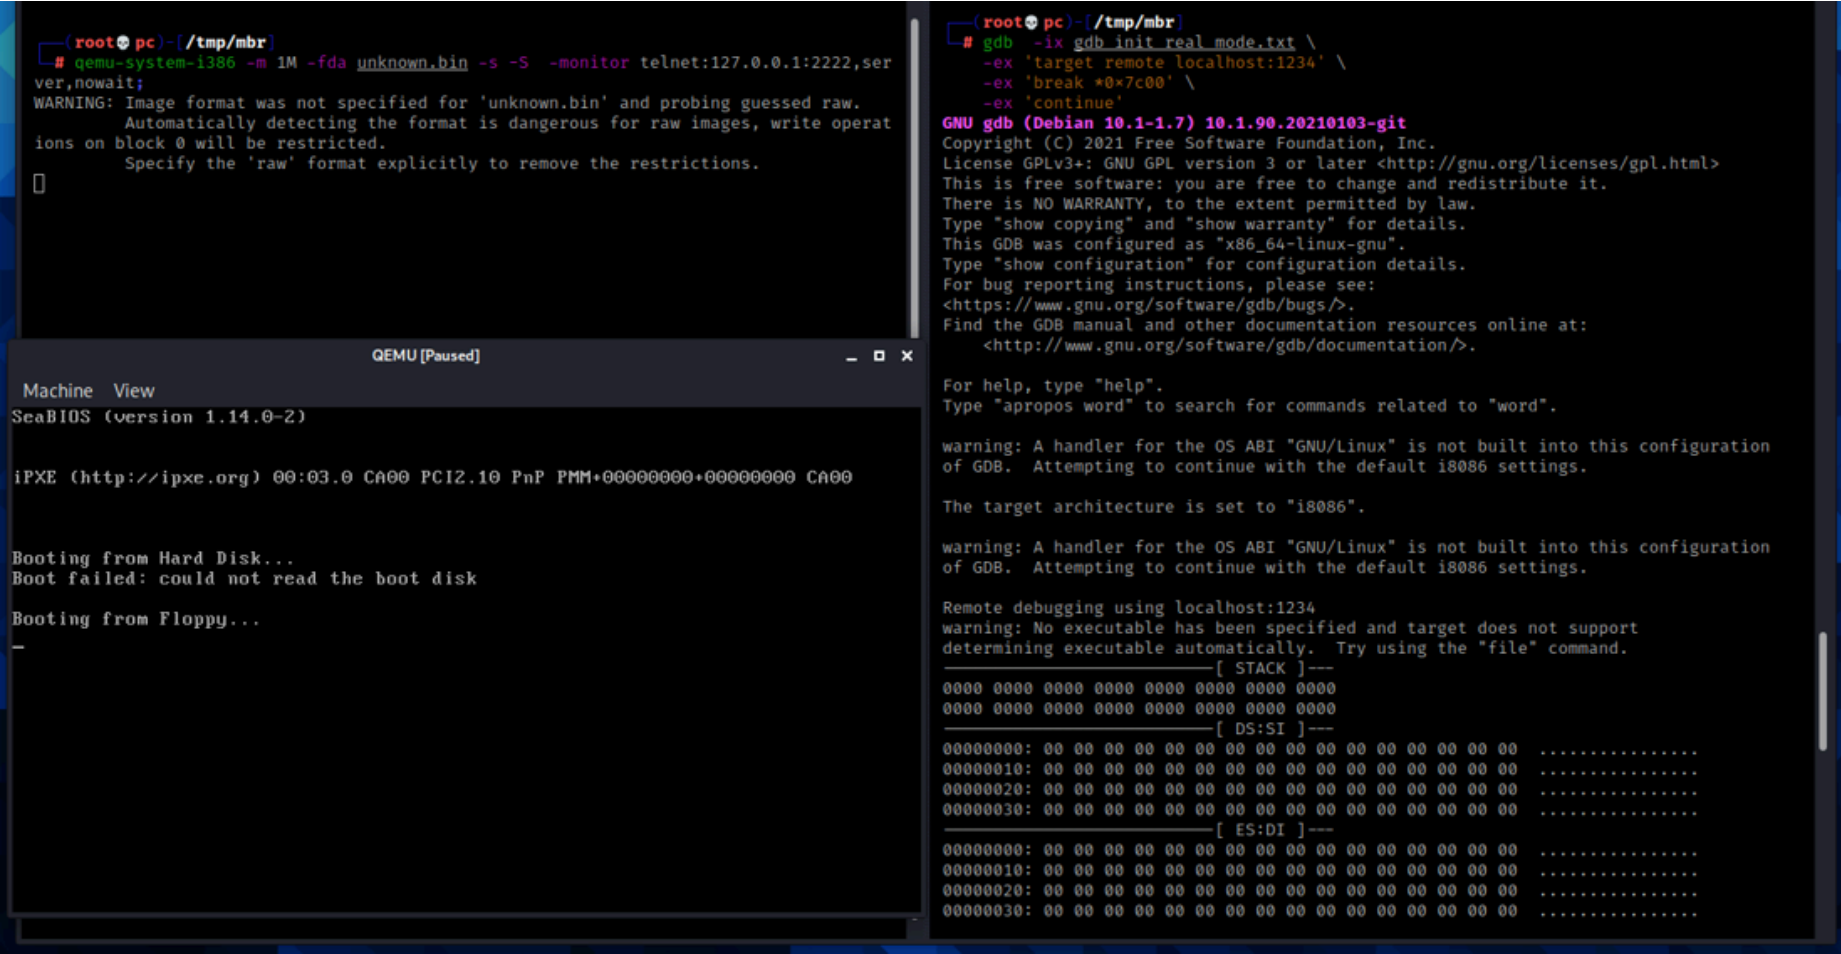 (root💀pc)-[/tmp/mbr]
# qemu-system-i386 -m 1M -fda unknown.bin -s -S  -monitor telnet:127.0.0.1:2222,ser
ver,nowait;
WARNING: Image format was not specified for 'unknown.bin' and probing guessed raw.
         Automatically detecting the format is dangerous for raw images, write operat
ions on block 0 will be restricted.
         Specify the 'raw' format explicitly to remove the restrictions.
QEMU [Paused]
Machine View
SeaBIOS (version 1.14.0-2)
iPXE (http://ipxe.org) 00:03.0 CA00 PCI2.10 PnP PMM+00000000+00000000 CA00
Booting from Hard Disk...
Boot failed: could not read the boot disk
Booting from Floppy...
(root💀pc)-[/tmp/mbr]
# gdb  -ix gdb_init_real_mode.txt \
    -ex 'target remote localhost:1234' \
    -ex 'break *0×7c00' \
    -ex 'continue'
GNU gdb (Debian 10.1-1.7) 10.1.90.20210103-git
Copyright (C) 2021 Free Software Foundation, Inc.
License GPLv3+: GNU GPL version 3 or later <http://gnu.org/licenses/gpl.html>
This is free software: you are free to change and redistribute it.
There is NO WARRANTY, to the extent permitted by law.
Type "show copying" and "show warranty" for details.
This GDB was configured as "x86_64-linux-gnu".
Type "show configuration" for configuration details.
For bug reporting instructions, please see:
<https://www.gnu.org/software/gdb/bugs/>.
Find the GDB manual and other documentation resources online at:
    <http://www.gnu.org/software/gdb/documentation/>.
For help, type "help".
Type "apropos word" to search for commands related to "word".
warning: A handler for the OS ABI "GNU/Linux" is not built into this configuration
of GDB.  Attempting to continue with the default i8086 settings.
The target architecture is set to "i8086".
warning: A handler for the OS ABI "GNU/Linux" is not built into this configuration
of GDB.  Attempting to continue with the default i8086 settings.
Remote debugging using localhost:1234
warning: No executable has been specified and target does not support
determining executable automatically.  Try using the "file" command.
[ STACK ]---
0000 0000 0000 0000 0000 0000 0000 0000
0000 0000 0000 0000 0000 0000 0000 0000
[ DS:SI ]---
00000000: 00 00 00 00 00 00 00 00 00 00 00 00 00 00 00 00  ................
00000010: 00 00 00 00 00 00 00 00 00 00 00 00 00 00 00 00  ................
00000020: 00 00 00 00 00 00 00 00 00 00 00 00 00 00 00 00  ................
00000030: 00 00 00 00 00 00 00 00 00 00 00 00 00 00 00 00  ................
[ ES:DI ]---
00000000: 00 00 00 00 00 00 00 00 00 00 00 00 00 00 00 00  ................
00000010: 00 00 00 00 00 00 00 00 00 00 00 00 00 00 00 00  ................
00000020: 00 00 00 00 00 00 00 00 00 00 00 00 00 00 00 00  ................
00000030: 00 00 00 00 00 00 00 00 00 00 00 00 00 00 00 00  ................